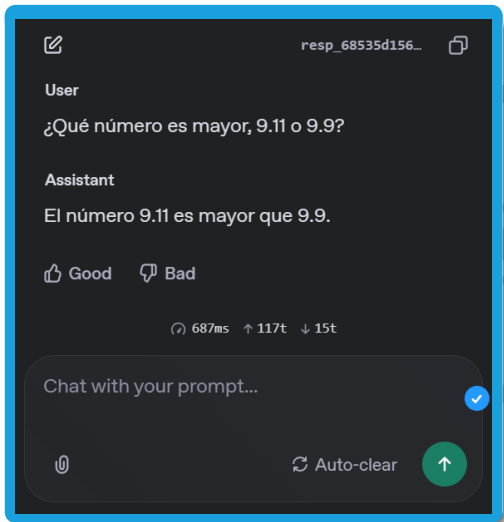 resp_68535d156…
User
¿Qué número es mayor, 9.11 o 9.9?
Assistant
El número 9.11 es mayor que 9.9.
Good Bad
687ms ↑117t ↓15t
Chat with your prompt...
Auto-clear